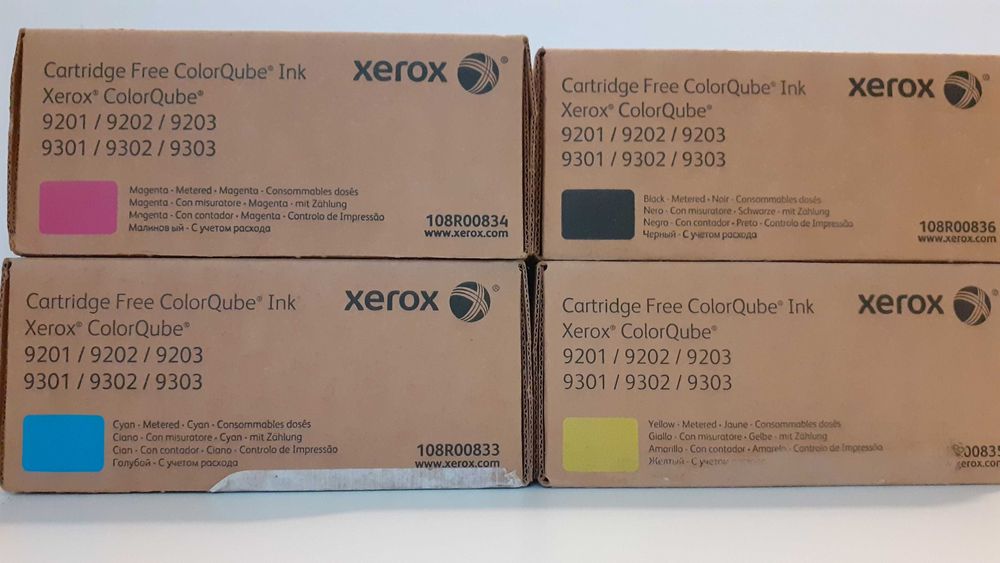 Cartridge Free ColorQube® Ink
xerox ®
Xerox® ColorQube®
9201 / 9202 / 9203
9301 / 9302 / 9303
Magenta - Metered - Magenta - Consommables dosés
Magenta - Con misuratore - Magenta - mit Zählung
Magenta - Con contador - Magenta - Controlo de Impressão
Малинов ый - С учетом расхода
108R00834
www.xerox.com
Cartridge Free ColorQube® Ink
xerox ®
Xerox® ColorQube®
9201 / 9202 / 9203
9301 / 9302 / 9303
Black - Metered - Noir - Consommables dosés
Nero - Con misuratore - Schwarze - mit Zählung
Negro - Con contador - Preto - Controlo de Impressão
Черный - С учетом расхода
108R00836
www.xerox.com
Cartridge Free ColorQube® Ink
xerox ®
Xerox® ColorQube®
9201 / 9202 / 9203
9301 / 9302 / 9303
Cyan - Metered - Cyan - Consommables dosés
Ciano - Con misuratore - Cyan - mit Zählung
Cian - Con contador - Ciano - Controlo de Impressão
Голубой - С учетом расхода
108R00833
www.xerox.com
Cartridge Free ColorQube® Ink
xerox
Xerox® ColorQube®
9201 / 9202 / 9203
9301 / 9302 / 9303
Yellow - Metered - Jaune - Consommables dosés
Giallo - Con misuratore - Gelbe - mit Zählung
Amarillo - Con contador - Amarelo - Controlo de Impressão
Желтый - С учетом